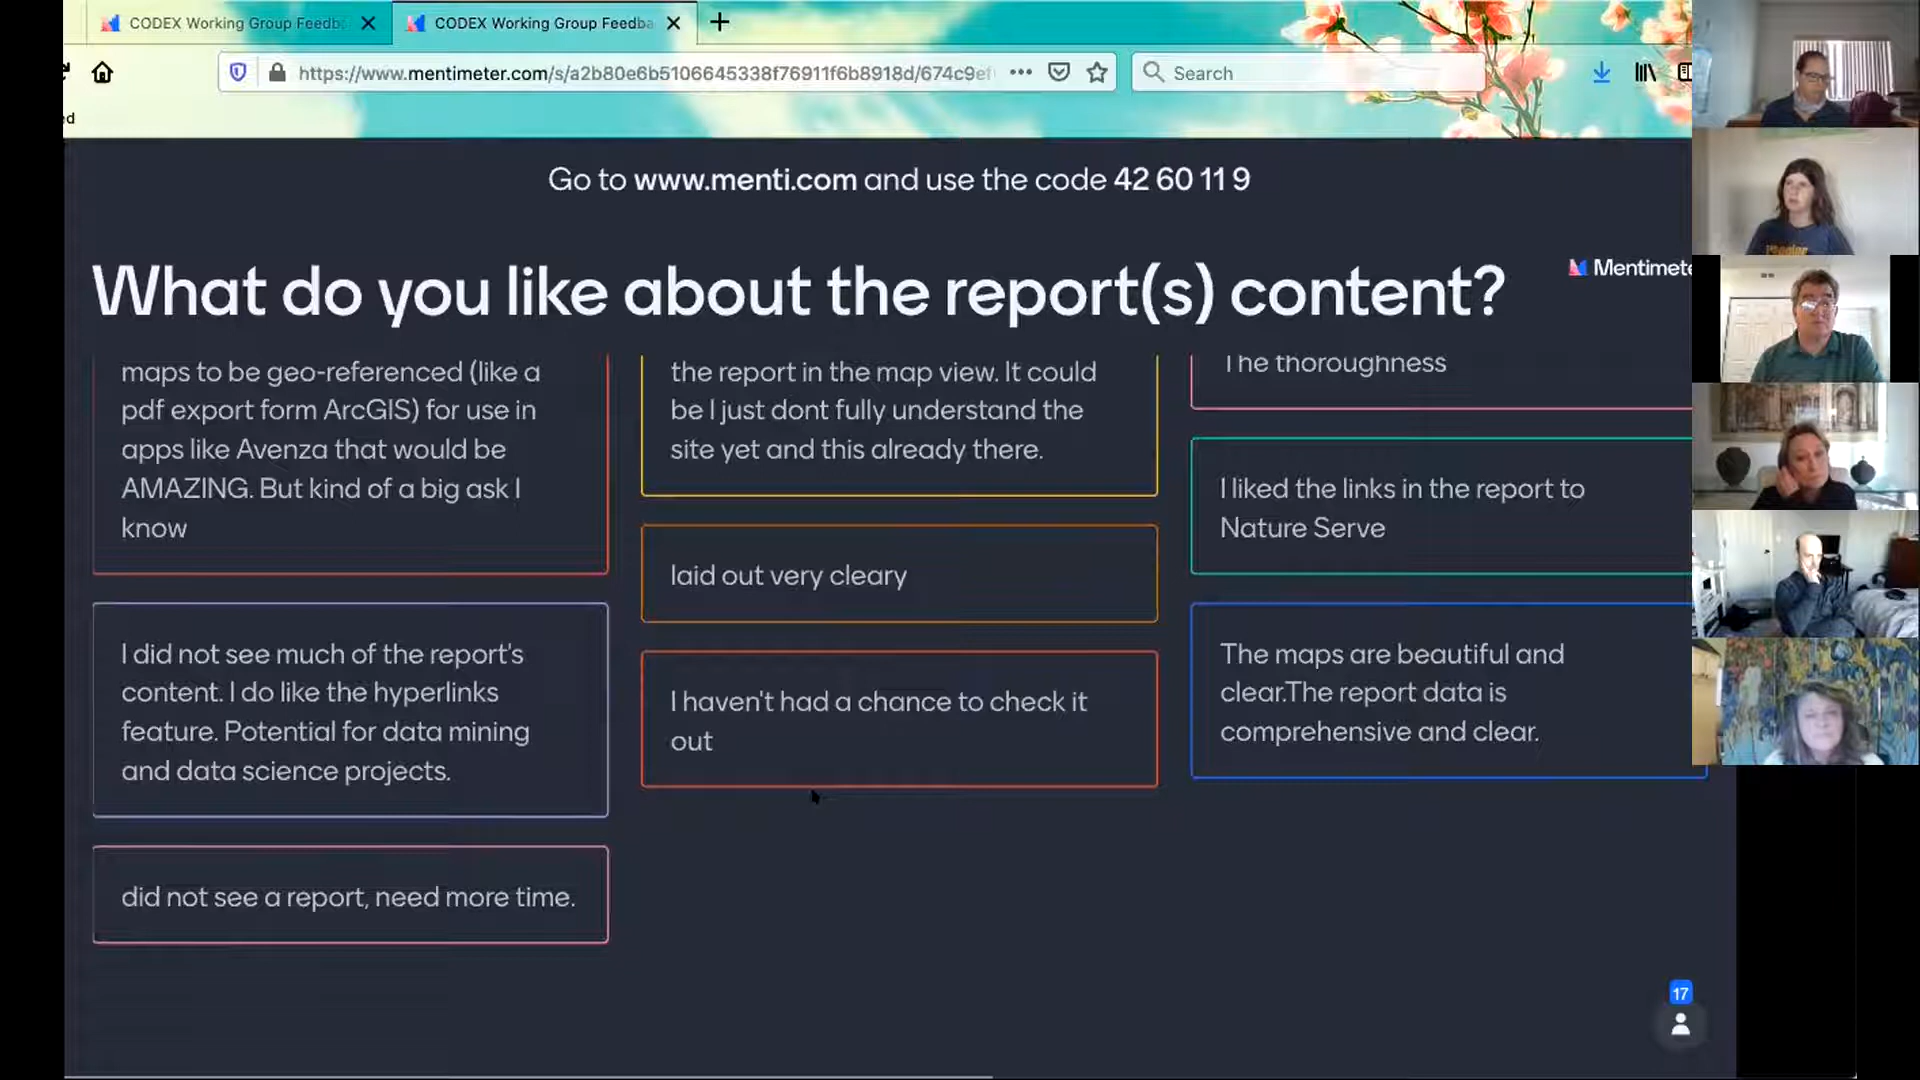 CODEX Working Group Feedb
CODEX Working Group Feedba
https://www.mentimeter.com/s/a2b80e6b5106645338f76911f6b8918d/674c9ef
Search
ed
Go to www.menti.com and use the code 42 60 11 9
What do you like about the report(s) content?
Mentimete
maps to be geo-referenced (like a
pdf export form ArcGIS) for use in
apps like Avenza that would be
AMAZING. But kind of a big ask I
know
I did not see much of the report's
content. I do like the hyperlinks
feature. Potential for data mining
and data science projects.
did not see a report, need more time.
the report in the map view. It could
be I just dont fully understand the
site yet and this already there.
laid out very cleary
I haven't had a chance to check it
out
The thoroughness
I liked the links in the report to
Nature Serve
The maps are beautiful and
clear.The report data is
comprehensive and clear.
17